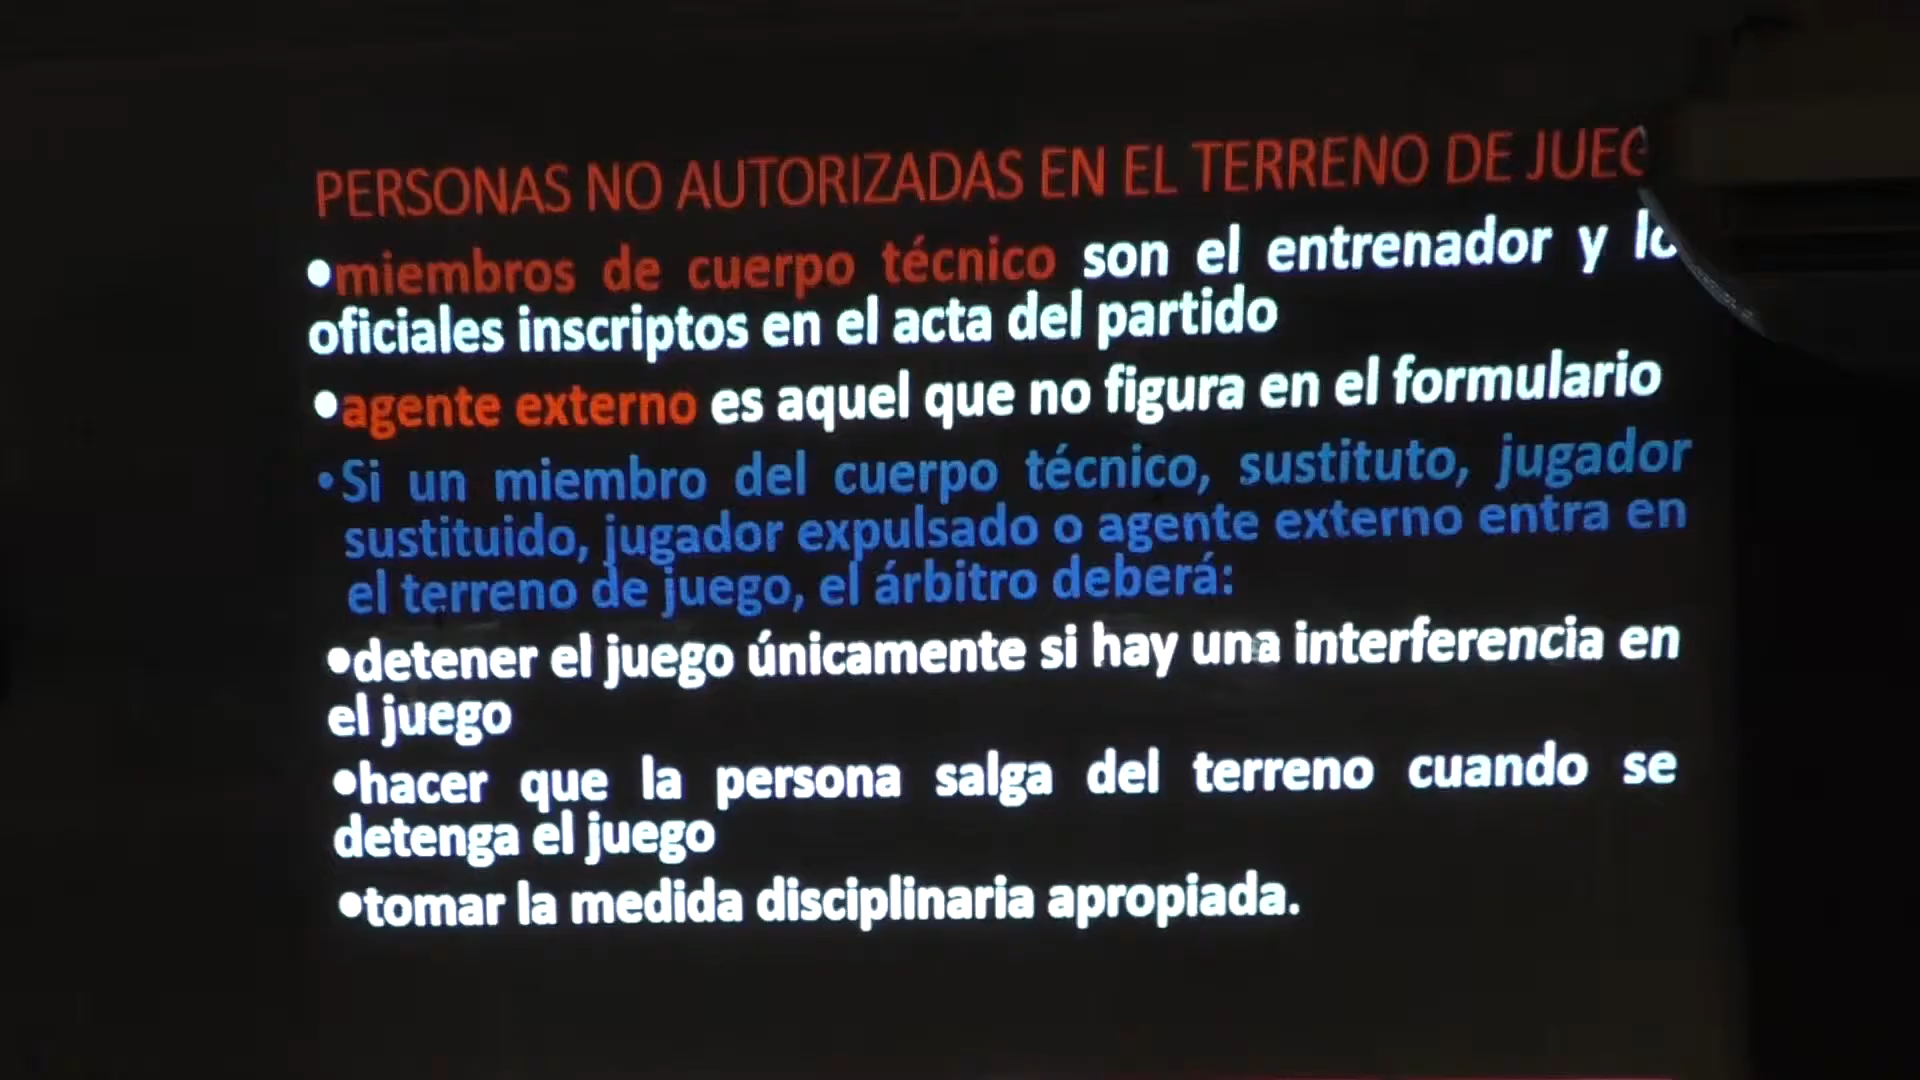 PERSONAS NO AUTORIZADAS EN EL TERRENO DE
•miembros de cuerpo técnico son el entrenador y
oficiales inscriptos en el acta del partido
•agente externo es aquel que no figura en el formulario
•Si un miembro del cuerpo técnico, sustituto, jugador
sustituido, jugador expulsado o agente externo entra en
el terreno de juego, el árbitro deberá:
•detener el juego únicamente si hay una interferencia en
el juego
•hacer que la persona salga del terreno cuando se
detenga el juego
•tomar la medida disciplinaria apropiada.